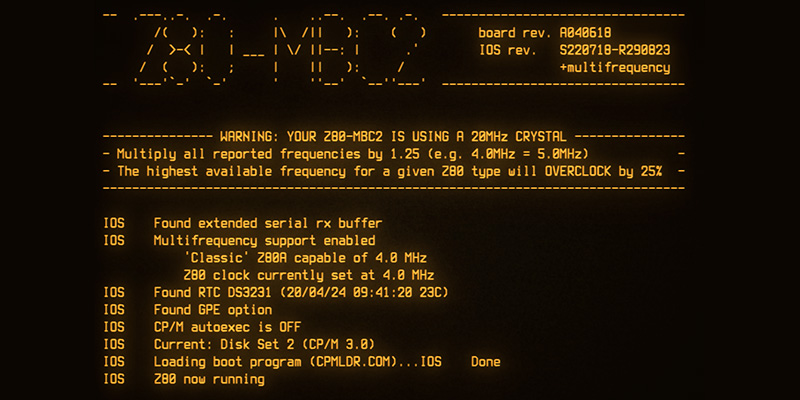 Z80-MBC2
board rev. A040618
IOS rev. S220718-R290823
+multifrequency
--------------- WARNING: YOUR Z80-MBC2 IS USING A 20MHz CRYSTAL ---------------
- Multiply all reported frequencies by 1.25 (e.g. 4.0MHz = 5.0MHz) -
- The highest available frequency for a given Z80 type will OVERCLOCK by 25% -
IOS Found extended serial rx buffer
IOS Multifrequency support enabled
'Classic' Z80A capable of 4.0 MHz
Z80 clock currently set at 4.0 MHz
IOS Found RTC DS3231 (20/04/24 09:41:20 23C)
IOS Found GPE option
IOS CP/M autoexec is OFF
IOS Current: Disk Set 2 (CP/M 3.0)
IOS Loading boot program (CPMLDR.COM)...IOS Done
IOS Z80 now running